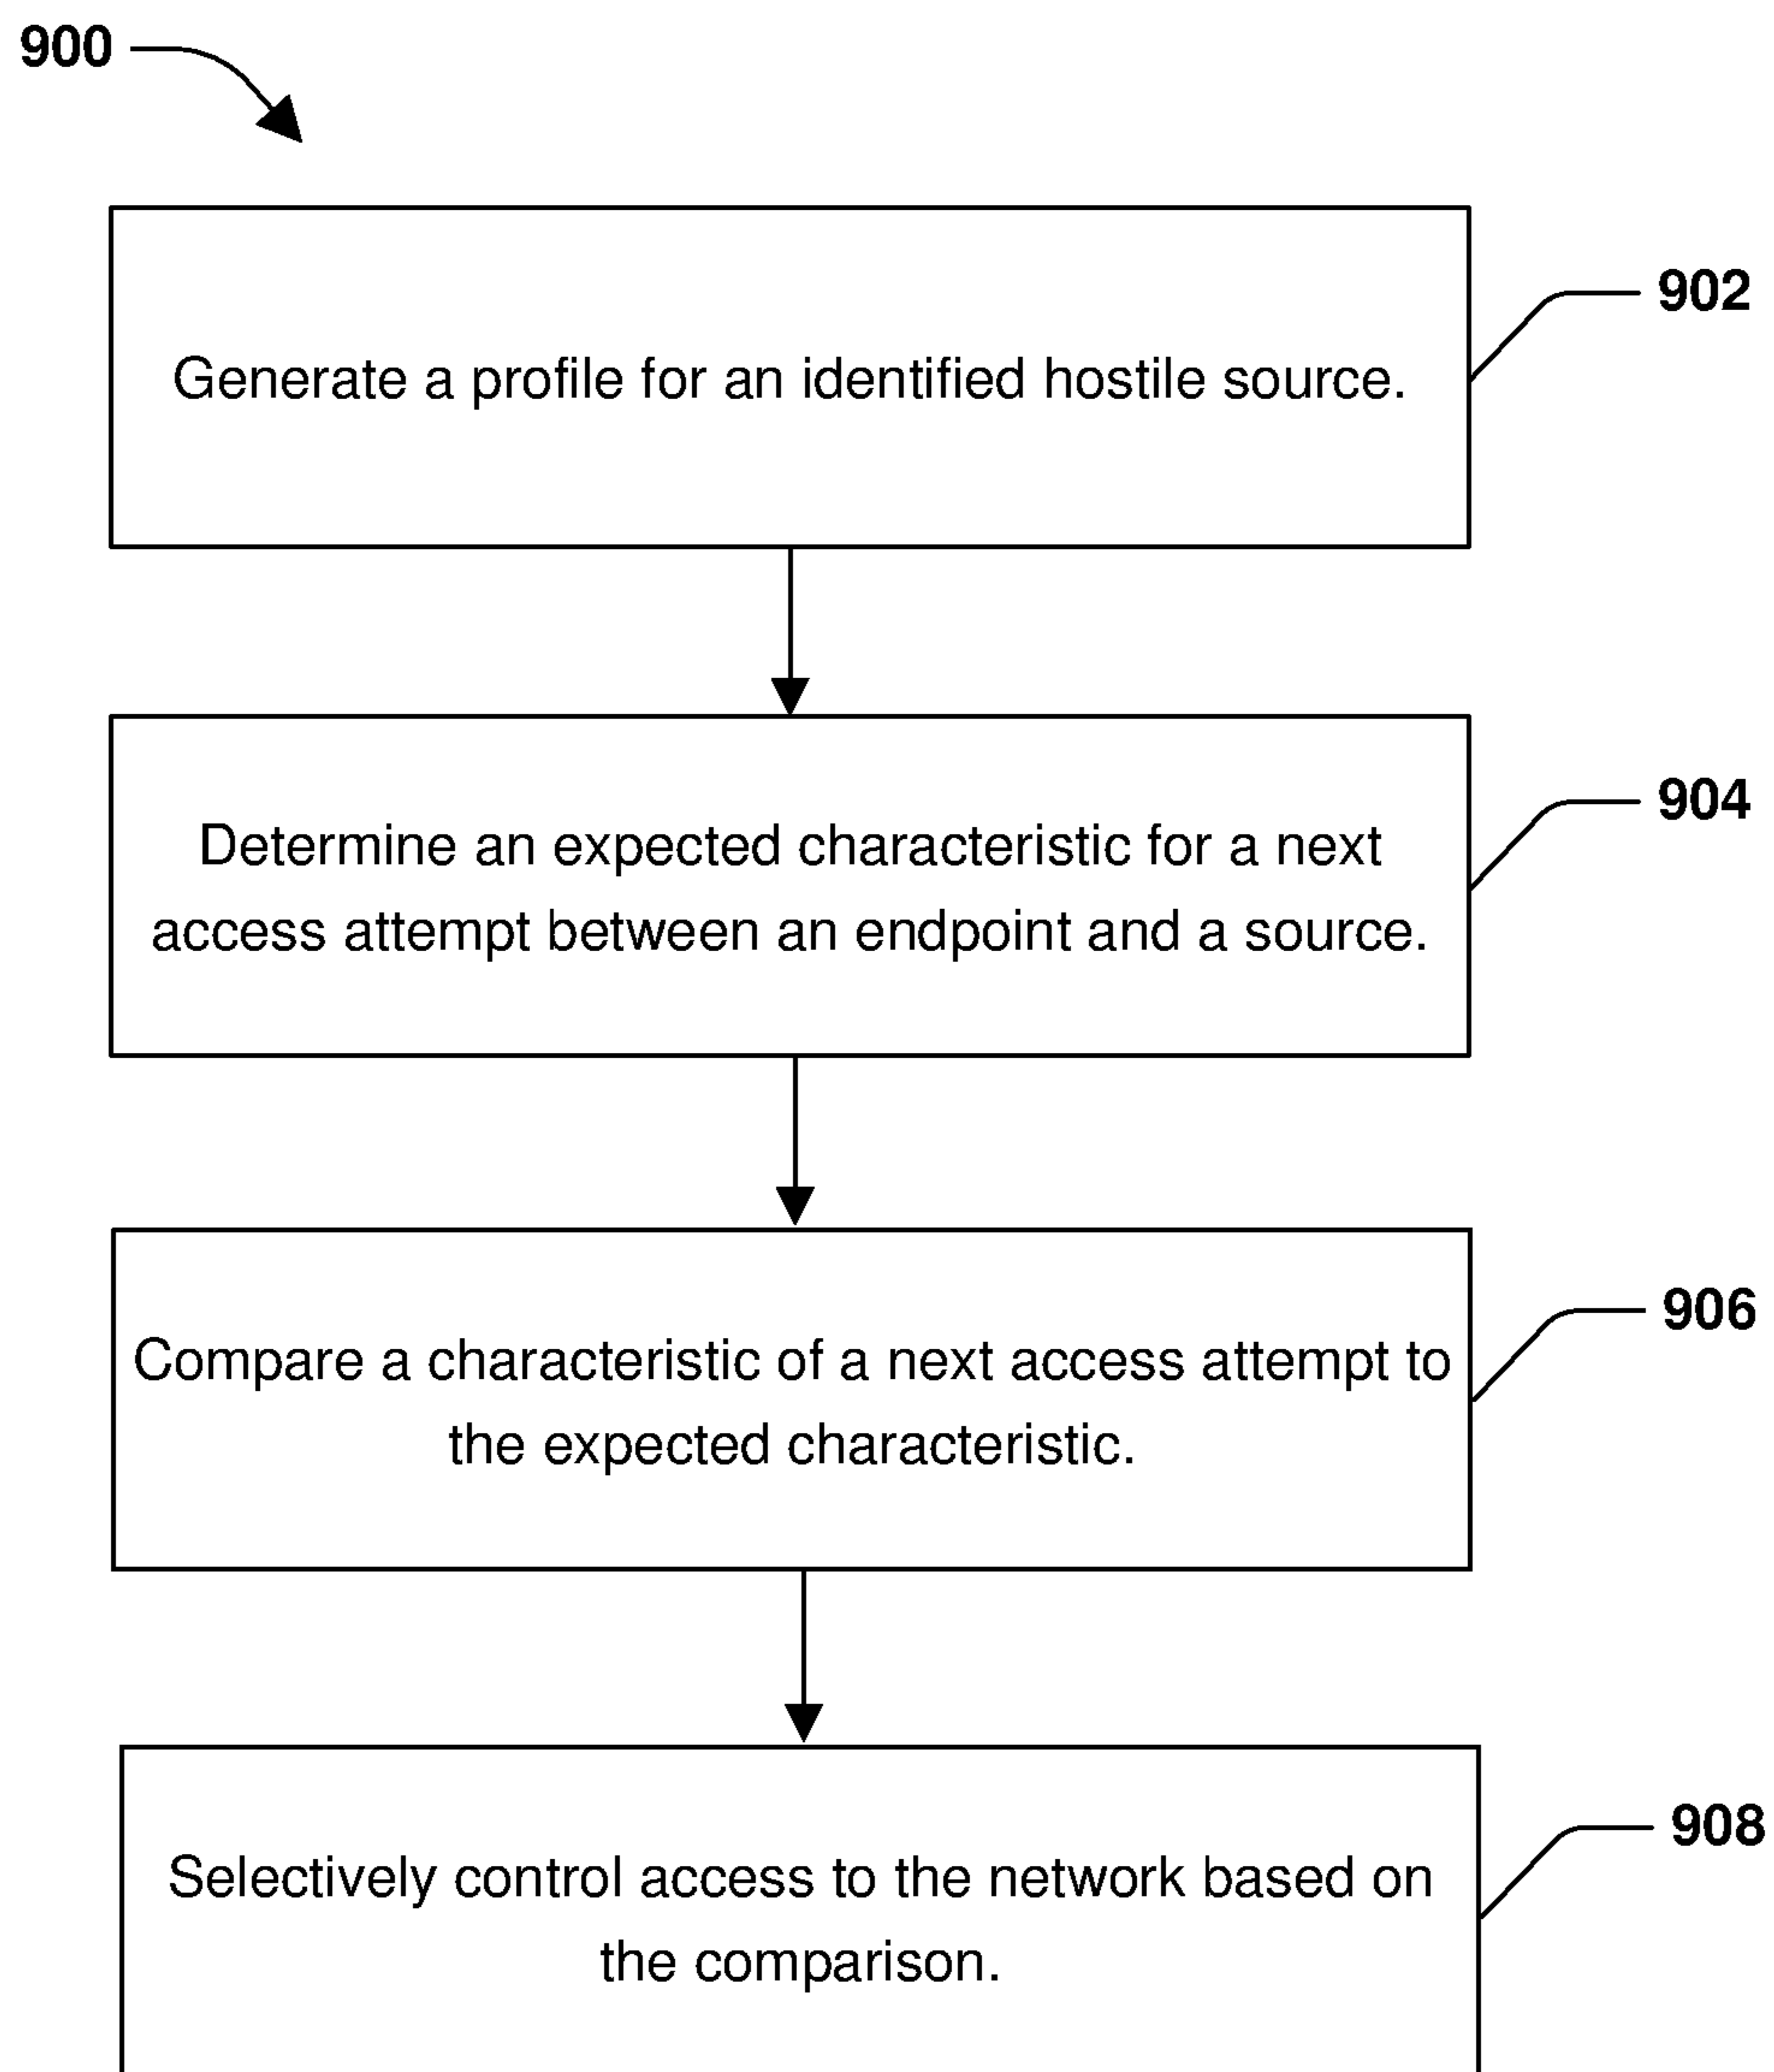 900
Generate a profile for an identified hostile source.
902
Determine an expected characteristic for a next
access attempt between an endpoint and a source.
904
Compare a characteristic of a next access attempt to
the expected characteristic.
906
Selectively control access to the network based on
the comparison.
908